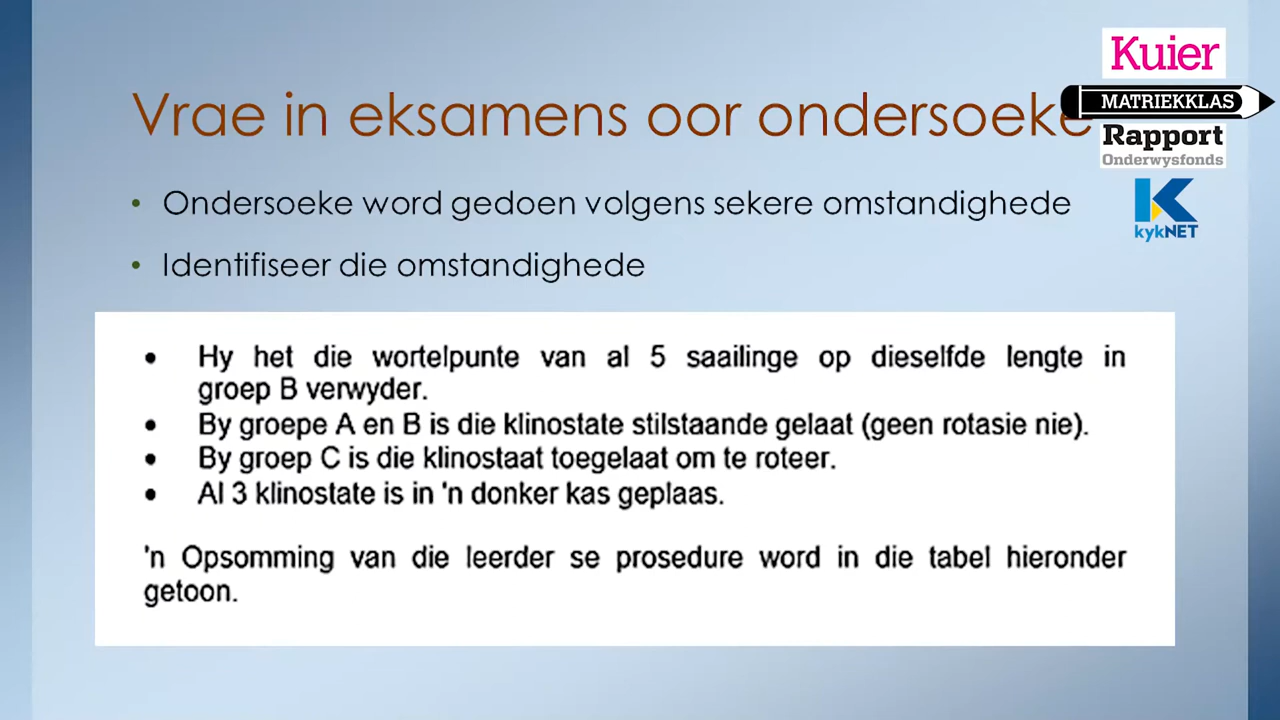 Kuier
Vrae in eksamens oor ondersoeke
MATRIEKKLAS
Rapport
Onderwysfonds
• Ondersoeke word gedoen volgens sekere omstandighede
kykNET
• Identifiseer die omstandighede
• Hy het die wortelpunte van al 5 saailinge op dieselfde lengte in
groep B verwyder.
• By groepe A en B is die klinostate stilstaande gelaat (geen rotasie nie).
• By groep C is die klinostaat toegelaat om te roteer.
• Al 3 klinostate is in 'n donker kas geplaas.
'n Opsomming van die leerder se prosedure word in die tabel hieronder
getoon.